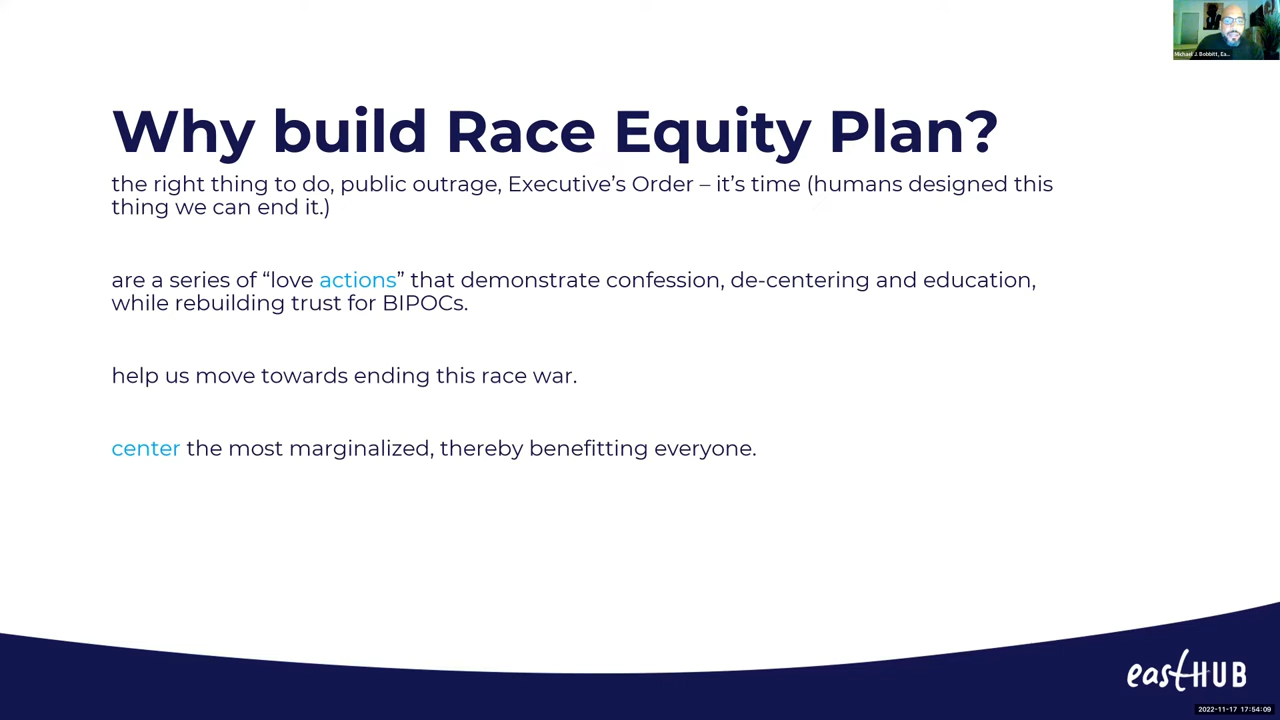 Michael J. Bobbitt, Ea...
Why build Race Equity Plan?
the right thing to do, public outrage, Executive’s Order – it’s time (humans designed this
thing we can end it.)
are a series of “love actions” that demonstrate confession, de-centering and education,
while rebuilding trust for BIPOCs.
help us move towards ending this race war.
center the most marginalized, thereby benefitting everyone.
eastHUB
2022-11-17 17:54:09